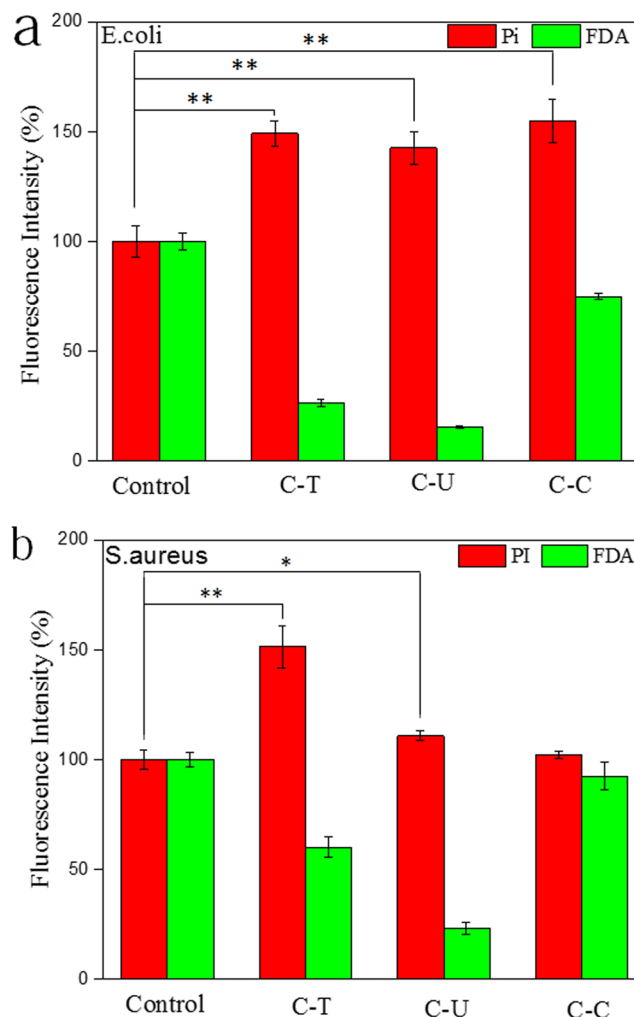 a
E.coli
Pi FDA
**
**
**
200
150
100
50
0
Fluorescence Intensity (%)
Control C-T C-U C-C
b
S.aureus
PI FDA
*
**
200
150
100
50
0
Fluorescence Intensity (%)
Control C-T C-U C-C